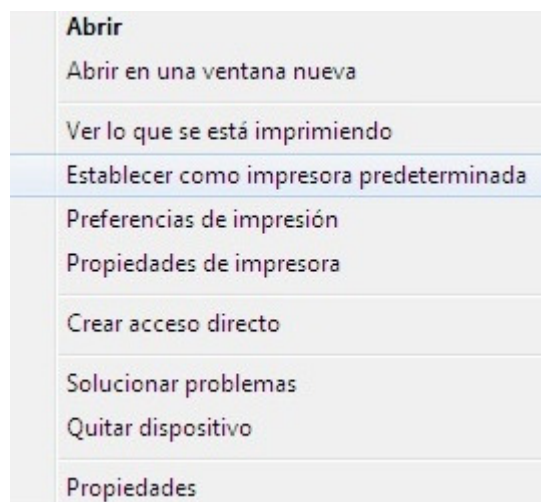 Abrir
Abrir en una ventana nueva
Ver lo que se está imprimiendo
Establecer como impresora predeterminada
Preferencias de impresión
Propiedades de impresora
Crear acceso directo
Solucionar problemas
Quitar dispositivo
Propiedades